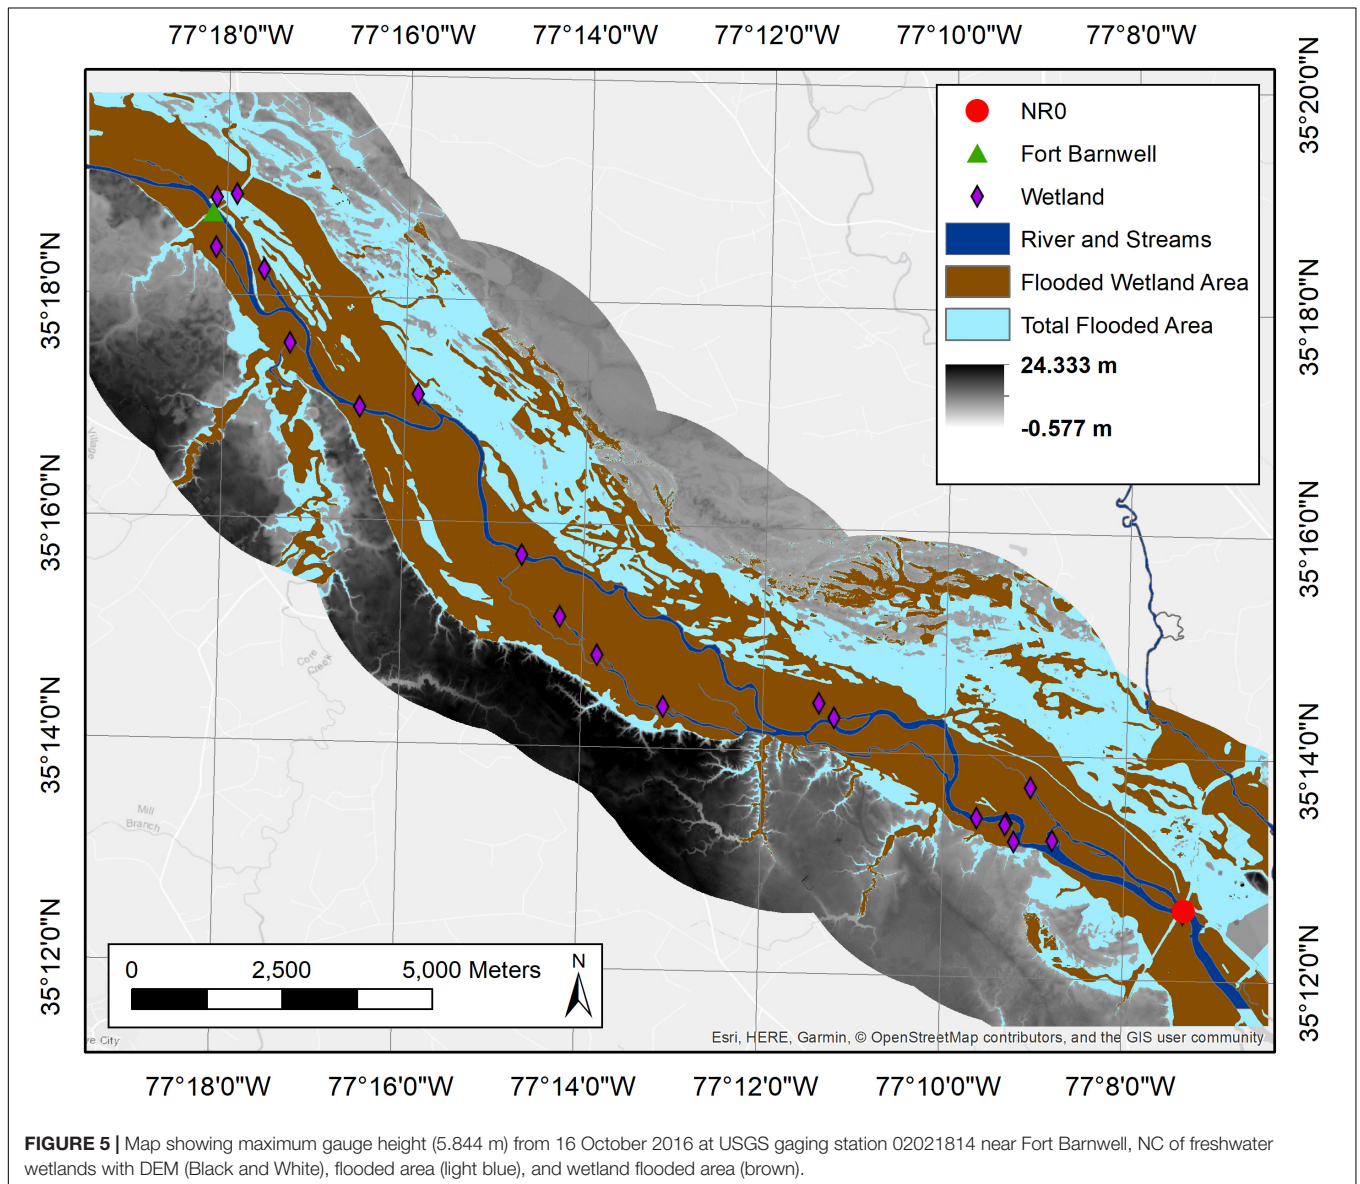 77°18'0"W 77°16'0"W 77°14'0"W 77°12'0"W 77°10'0"W 77°8'0"W
35°20'0"N
NR0
Fort Barnwell
Wetland
River and Streams
Flooded Wetland Area
Total Flooded Area
24.333 m
-0.577 m
35°18'0"N
35°18'0"N
Village
35°16'0"N
35°16'0"N
Core
Creek
35°14'0"N
35°14'0"N
Mill
Branch
35°12'0"N
35°12'0"N
0 2,500 5,000 Meters
N
Esri, HERE, Garmin, © OpenStreetMap contributors, and the GIS user community
re City
77°18'0"W 77°16'0"W 77°14'0"W 77°12'0"W 77°10'0"W 77°8'0"W
FIGURE 5 | Map showing maximum gauge height (5.844 m) from 16 October 2016 at USGS gaging station 02021814 near Fort Barnwell, NC of freshwater
wetlands with DEM (Black and White), flooded area (light blue), and wetland flooded area (brown).